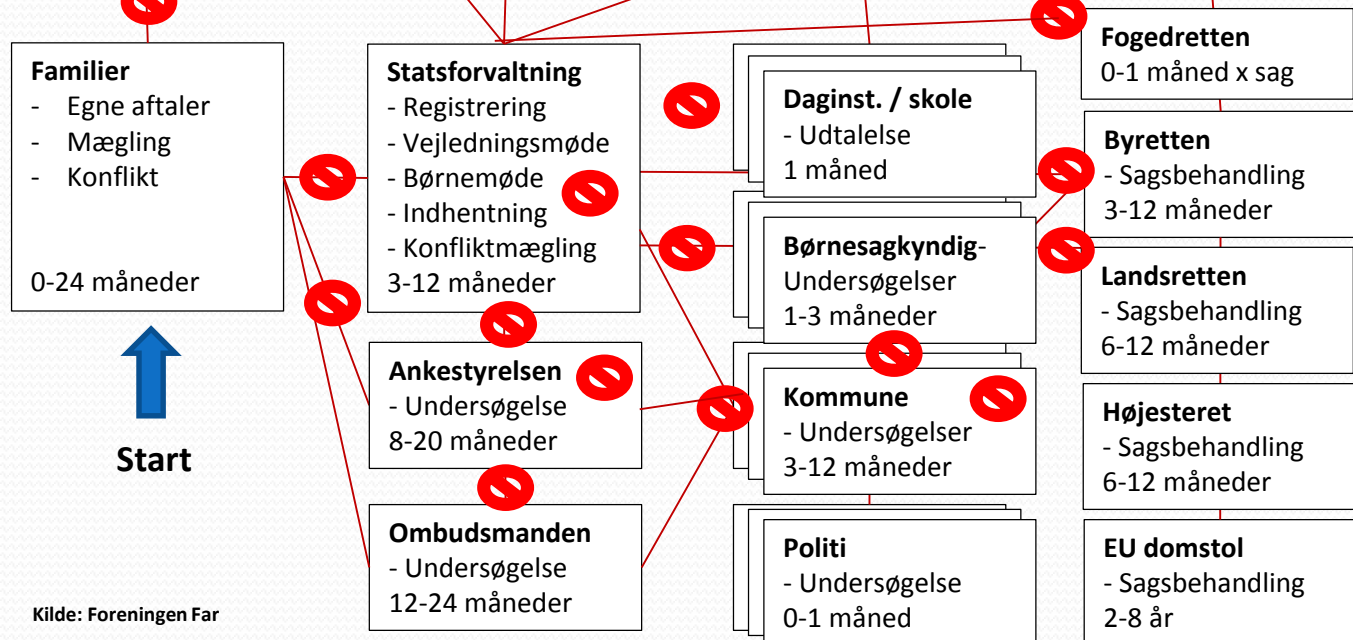 Familier
- Egne aftaler
- Mægling
- Konflikt
0-24 måneder
Start
Kilde: Foreningen Far
Statsforvaltning
- Registrering
- Vejledningsmøde
- Børnemøde
- Indhentning
- Konfliktmægling
3-12 måneder
Ankestyrelsen
- Undersøgelse
8-20 måneder
Ombudsmanden
- Undersøgelse
12-24 måneder
Daginst. / skole
- Udtalelse
1 måned
Børnesagkyndig-
Undersøgelser
1-3 måneder
Kommune
- Undersøgelser
3-12 måneder
Politi
- Undersøgelse
0-1 måned
Fogedretten
0-1 måned x sag
Byretten
- Sagsbehandling
3-12 måneder
Landsretten
- Sagsbehandling
6-12 måneder
Højesteret
- Sagsbehandling
6-12 måneder
EU domstol
- Sagsbehandling
2-8 år